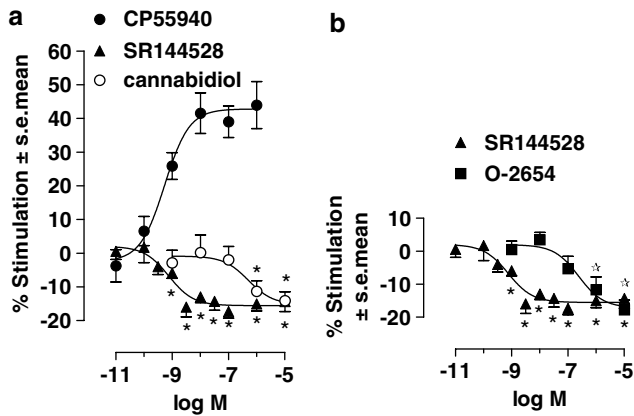 a
CP55940
SR144528
cannabidiol
% Stimulation ± s.e.mean
60
50
40
30
20
10
0
-10
-20
* * * * * * * *
-11 -9 -7 -5
log M
b
SR144528
O-2654
% Stimulation
± s.e.mean
10
0
-10
-20
☆ ☆
* * * * * *
-11 -9 -7 -5
log M